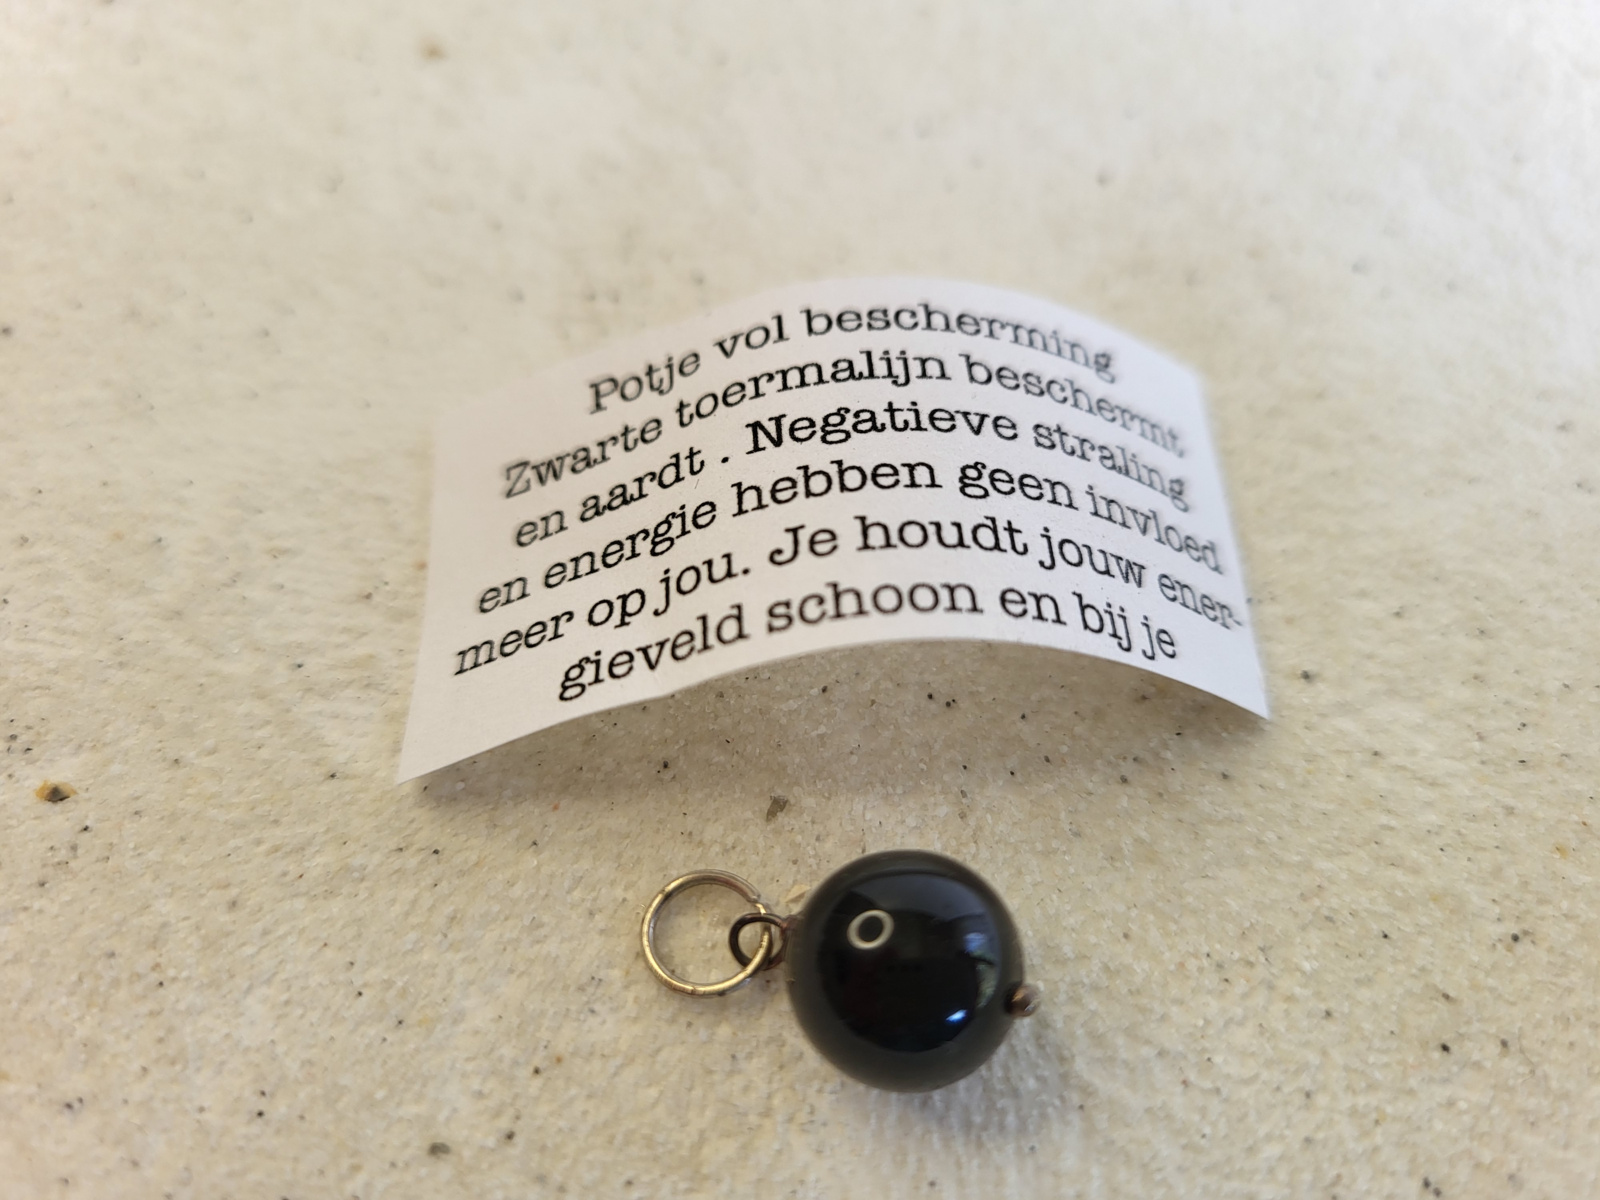 Potje vol bescherming
Zwarte toermalijn beschermt
en aardt . Negatieve straling
en energie hebben geen invloed
meer op jou. Je houdt jouw ener-
gieveld schoon en bij je